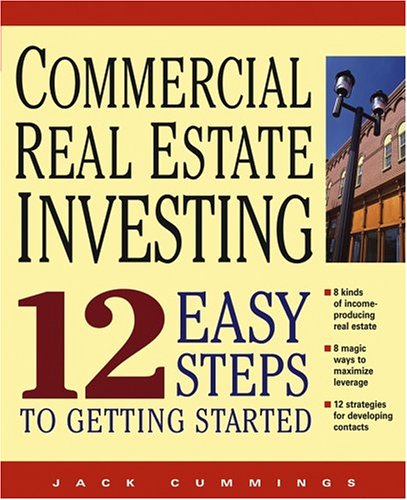 COMMERCIAL
REAL ESTATE
INVESTING
12 EASY
STEPS
TO GETTING STARTED
8 kinds
of income-
producing
real estate
8 magic
ways to
maximize
leverage
12 strategies
for developing
contacts
JACK CUMMINGS